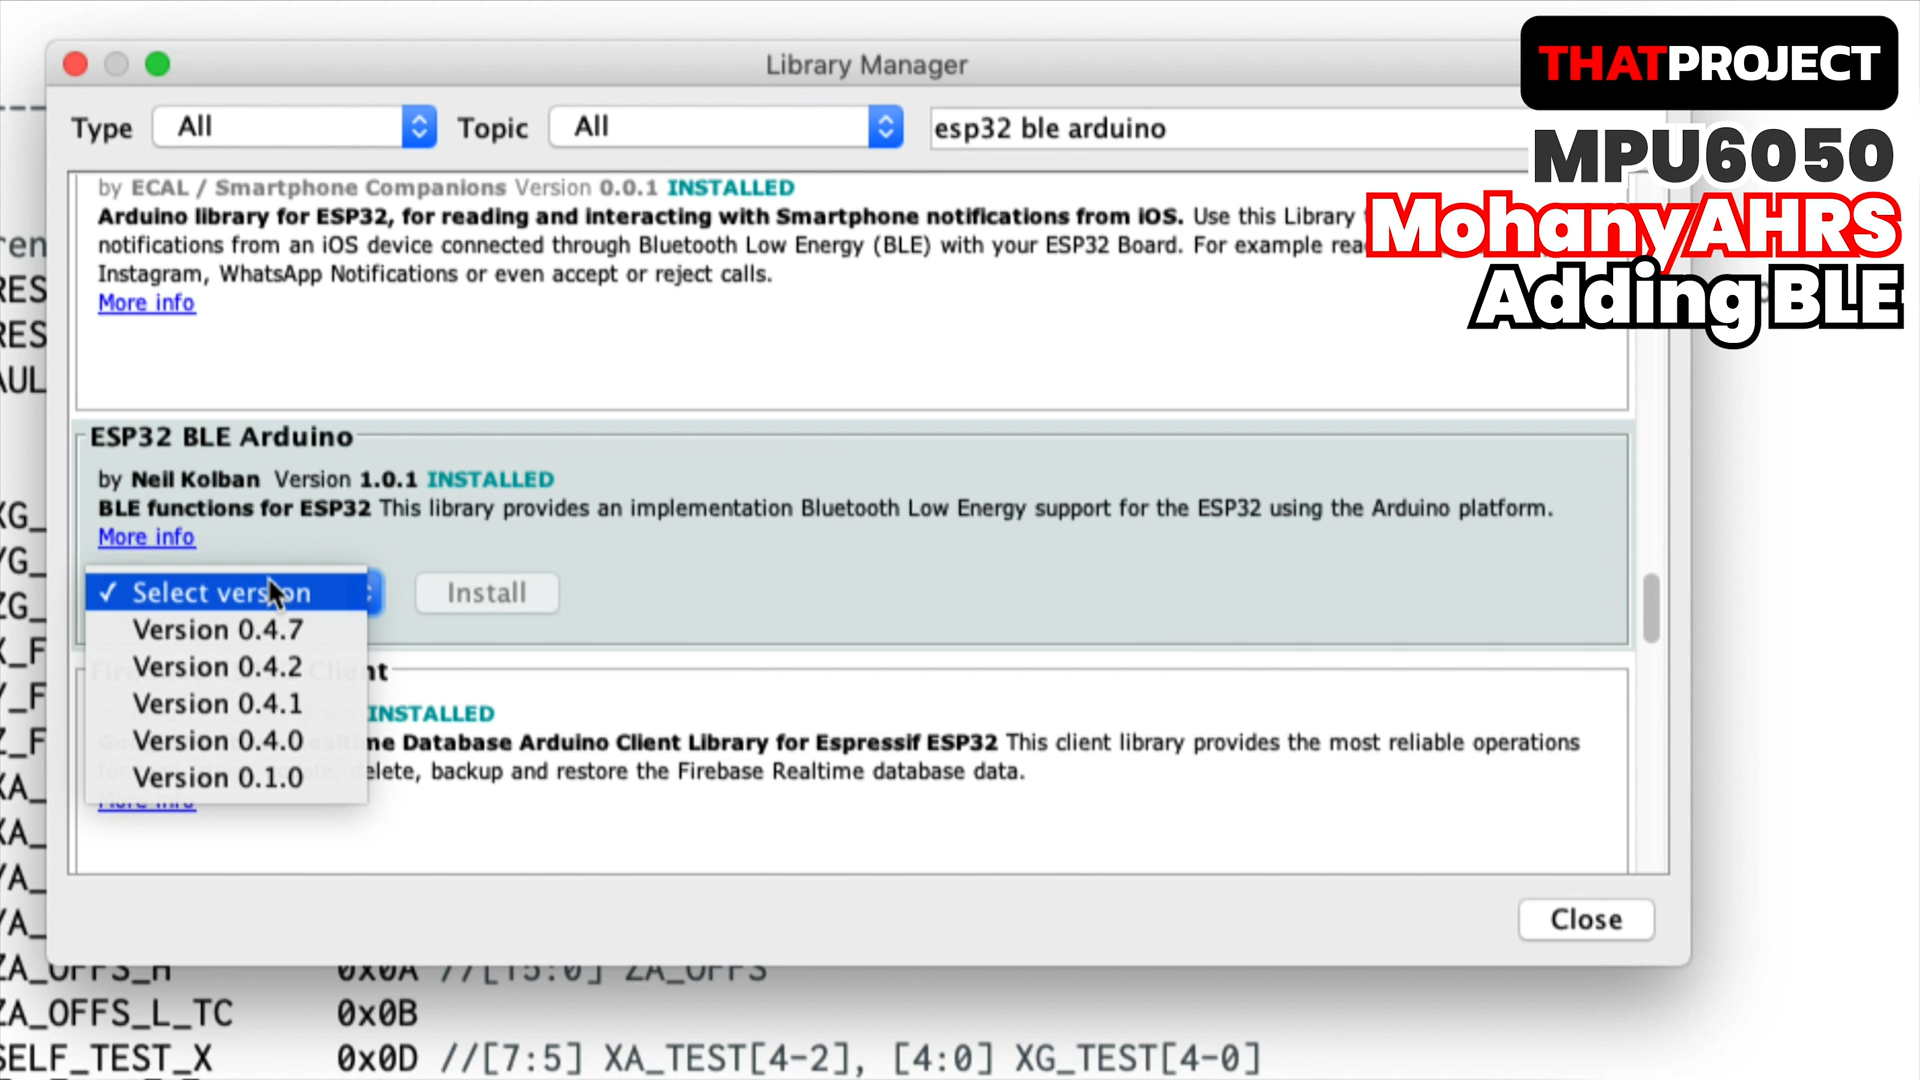 Library Manager
THATPROJECT
Type All Topic All esp32 ble arduino
MPU6050
MohanyAHRS
Adding BLE
by ECAL / Smartphone Companions Version 0.0.1 INSTALLED
Arduino library for ESP32, for reading and interacting with Smartphone notifications from iOS. Use this Library
notifications from an iOS device connected through Bluetooth Low Energy (BLE) with your ESP32 Board. For example
Instagram, WhatsApp Notifications or even accept or reject calls.
More info
ESP32 BLE Arduino
by Neil Kolban Version 1.0.1 INSTALLED
BLE functions for ESP32 This library provides an implementation Bluetooth Low Energy support for the ESP32 using the Arduino platform.
More info
✓ Select version
Install
Version 0.4.7
Version 0.4.2
Version 0.4.1
Version 0.4.0
Version 0.1.0
INSTALLED
Database Arduino Client Library for Espressif ESP32 This client library provides the most reliable operations
delete, backup and restore the Firebase Realtime database data.
More info
Close
ZA_OFFS_H 0x0A //[15:0] ZA_OFFS
ZA_OFFS_L_TC 0x0B
SELF_TEST_X 0x0D //[7:5] XA_TEST[4-2], [4:0] XG_TEST[4-0]